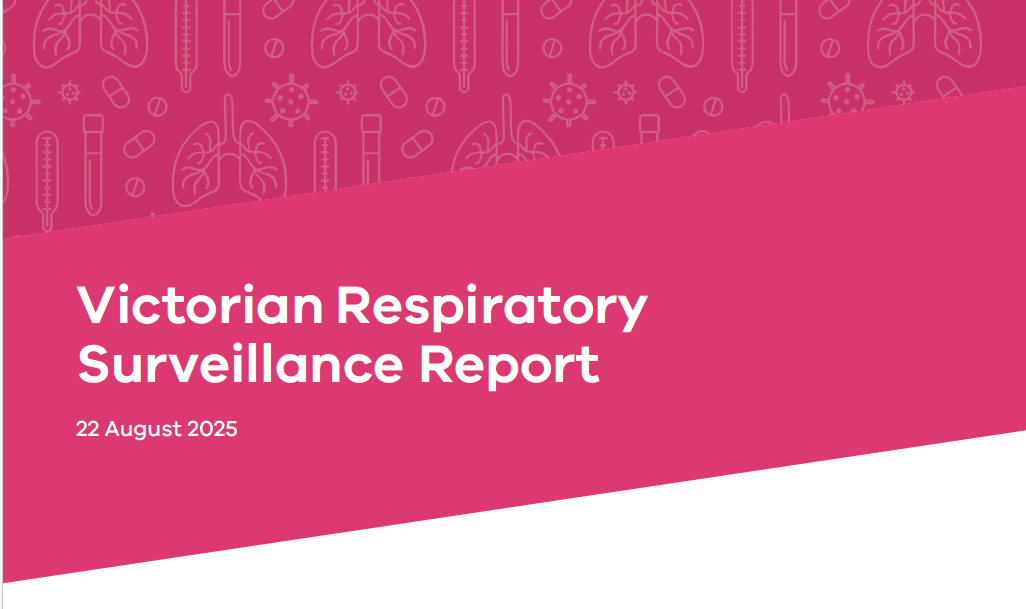 Victorian Respiratory
Surveillance Report
22 August 2025